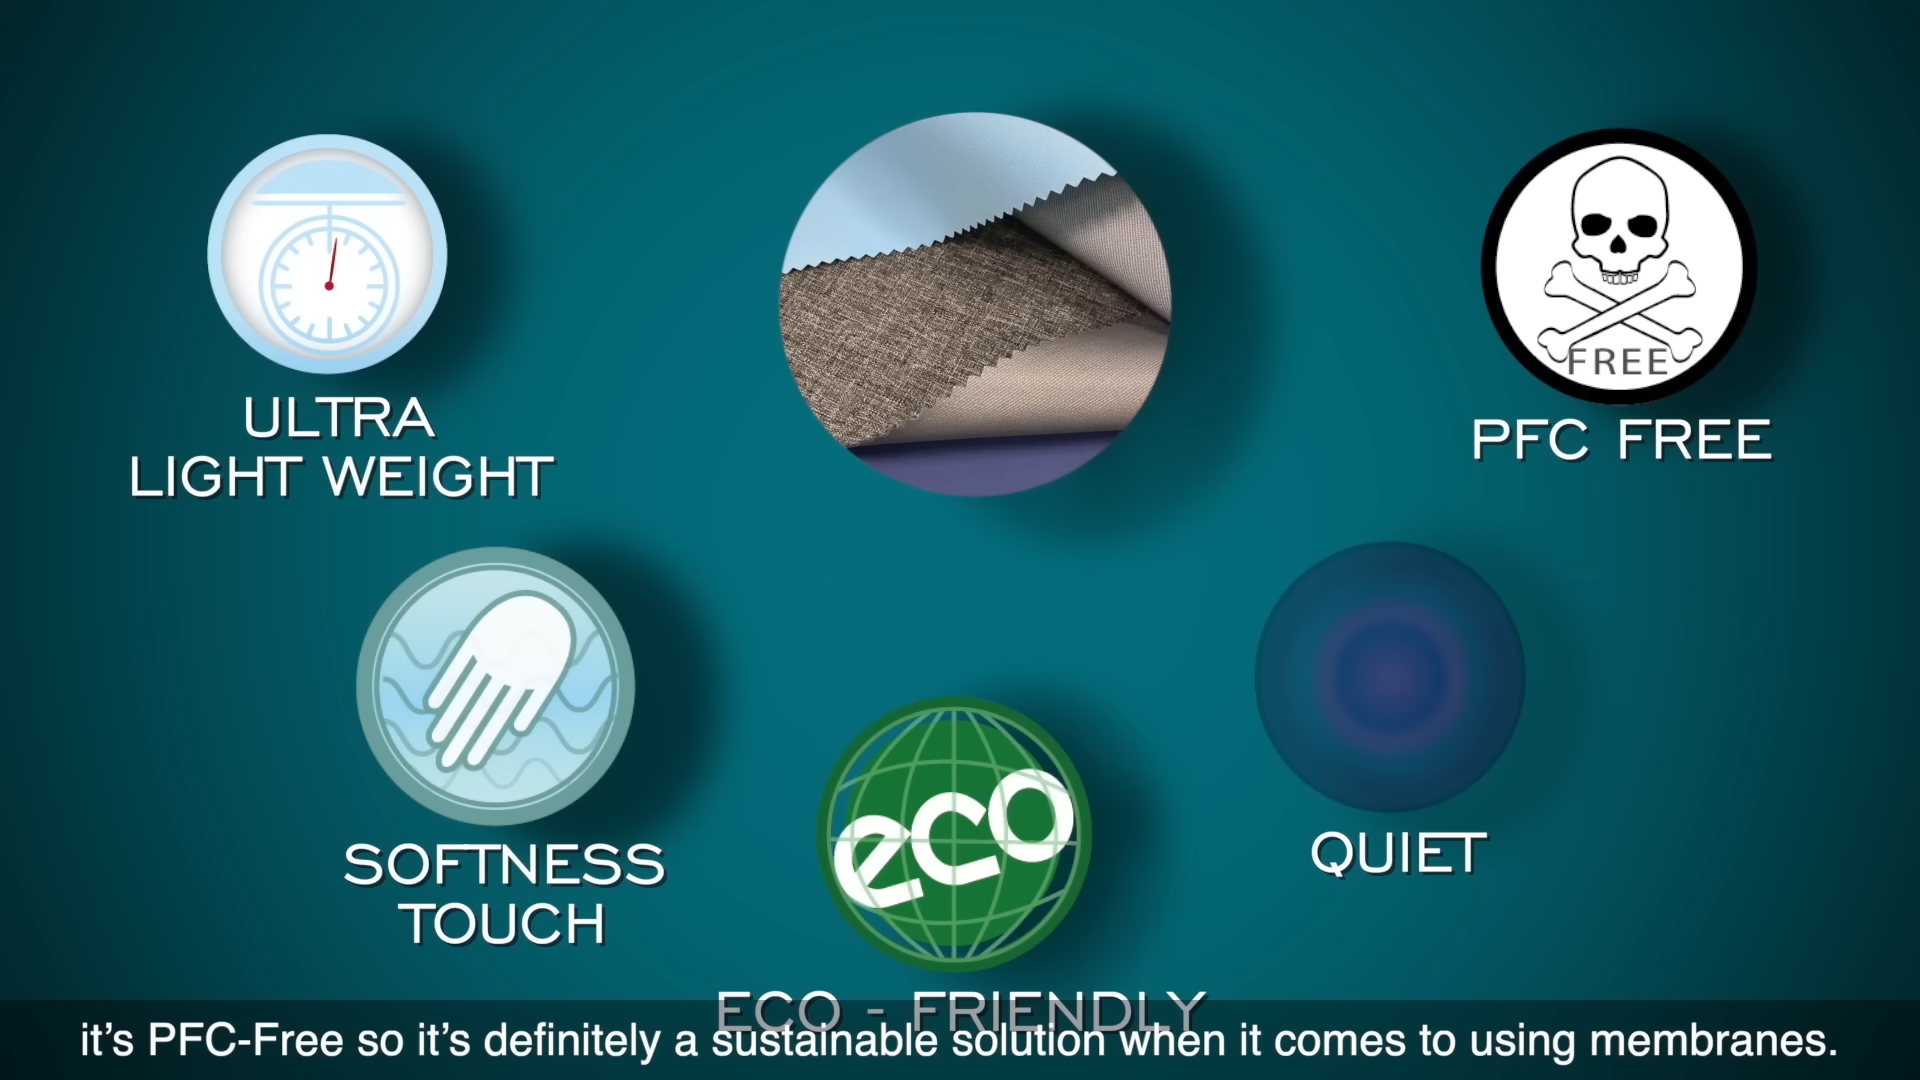 FREE
PFC FREE
ULTRA
LIGHT WEIGHT
SOFTNESS
TOUCH
eco
QUIET
ECO - FRIENDLY
it’s PFC-Free so it’s definitely a sustainable solution when it comes to using membranes.